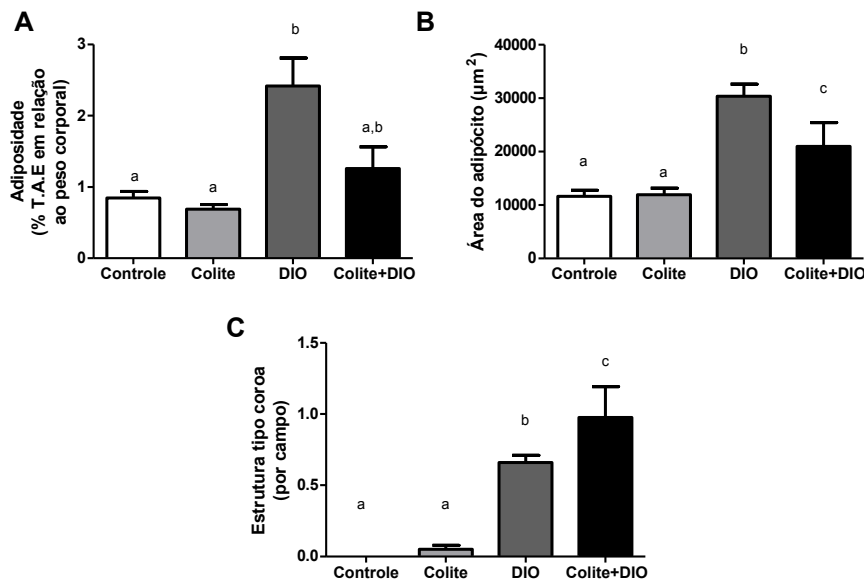 A
Adiposidade
(% T.A.E em relação
ao peso corporal)
3
2
1
0
a
a
b
a,b
Controle
Colite
DIO
Colite+DIO
B
Área do adipócito (µm²)
40000
30000
20000
10000
0
a
a
b
c
Controle
Colite
DIO
Colite+DIO
C
Estrutura tipo coroa
(por campo)
1.5
1.0
0.5
0.0
a
a
b
c
Controle
Colite
DIO
Colite+DIO